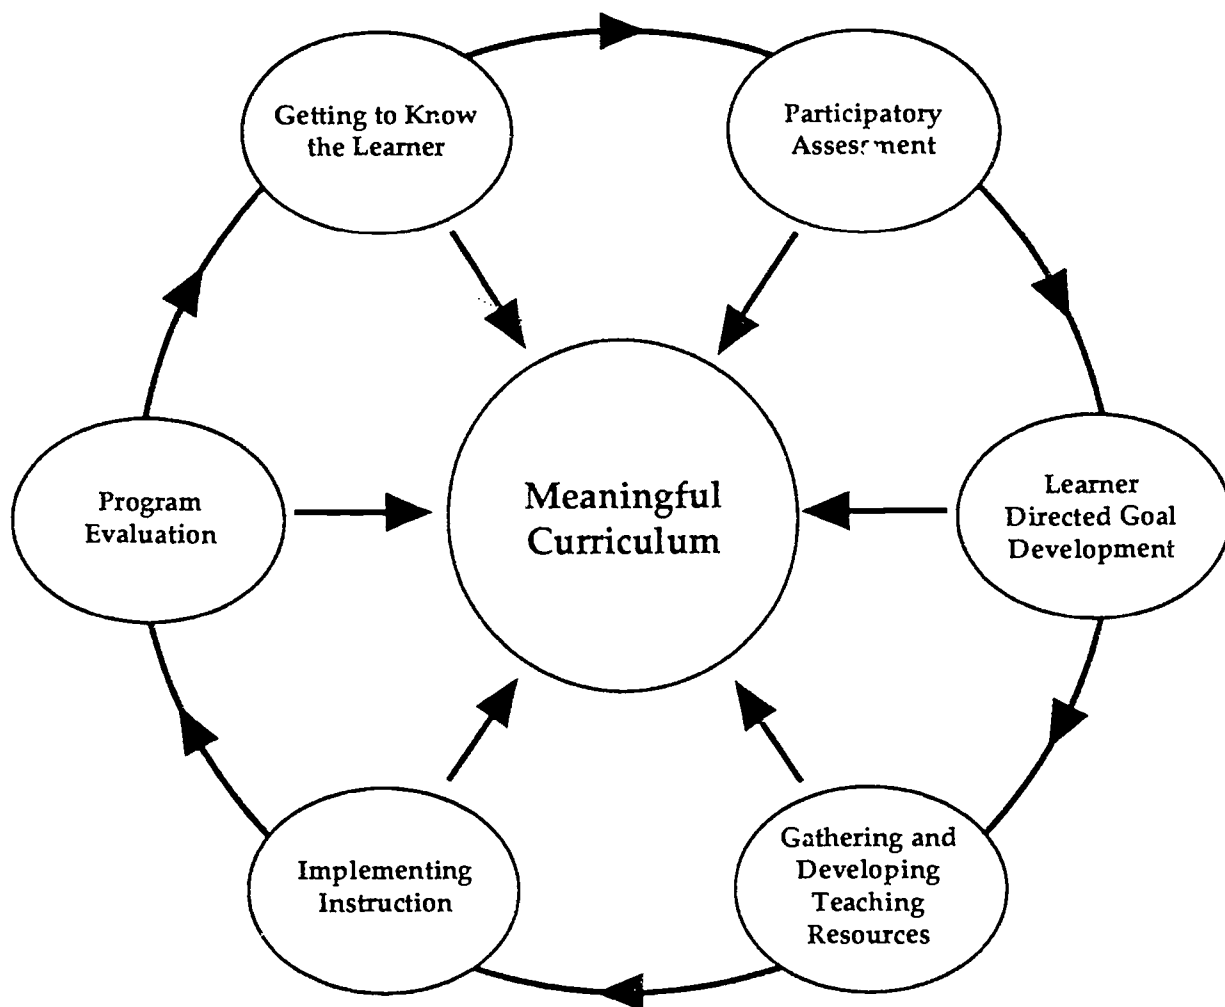 Getting to Know
the Learner
Participatory
Assessment
Program
Evaluation
Meaningful
Curriculum
Learner
Directed Goal
Development
Implementing
Instruction
Gathering and
Developing
Teaching
Resources